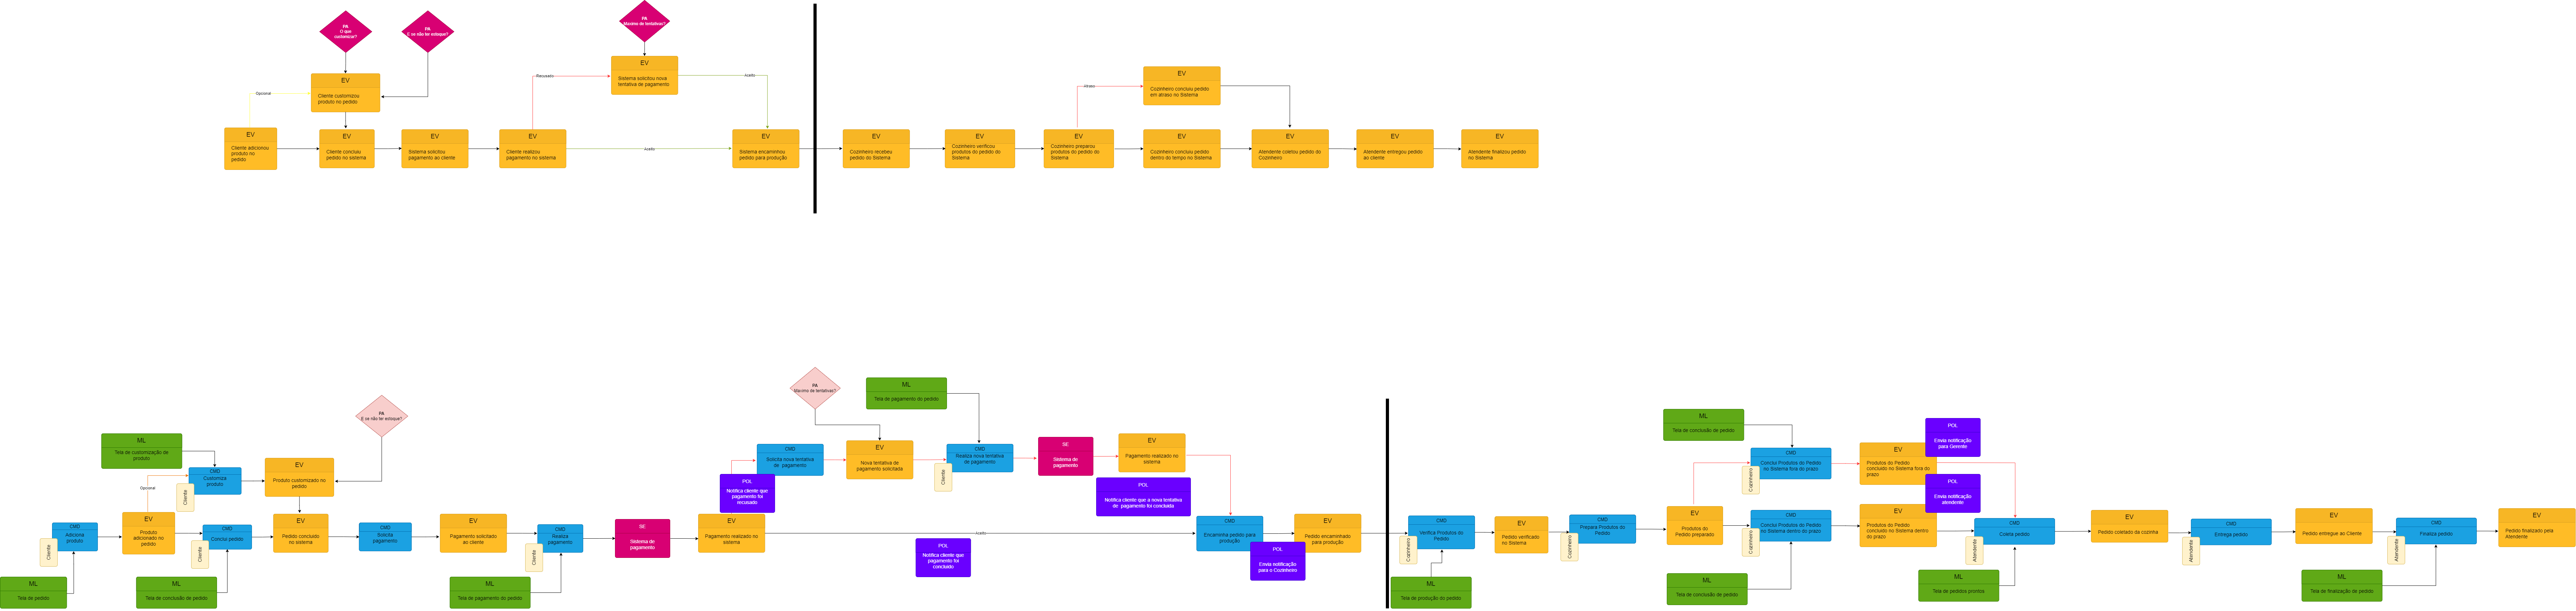 PA
O que
customizar?
PA
E se não ter estoque?
PA
Maximo de tentativas?
EV
Sistema solicitou nova
tentativa de pagamento
Recuseiro
Aceito
EV
Cliente customizou
produto no pedido
Opcional
EV
Cozinheiro concluiu pedido
em atraso no Sistema
Atraso
EV
Cliente adicionou
produto no
pedido
EV
Cliente concluiu
pedido no sistema
EV
Sistema solicitou
pagamento ao cliente
EV
Cliente realizou
pagamento no sistema
Aceito
EV
Sistema encaminhou
pedido para produção
EV
Cozinheiro recebeu
pedido do Sistema
EV
Cozinheiro verificou
produtos do pedido do
Sistema
EV
Cozinheiro preparou
produtos do pedido do
Sistema
EV
Cozinheiro concluiu pedido
dentro do tempo no Sistema
EV
Atendente coletou pedido do
Cozinheiro
EV
Atendente entregou pedido
ao cliente
EV
Atendente finalizou pedido
no Sistema
PA
Maximo de tentativas?
ML
Tela de pagamento do pedido
PA
E se não ter estoque?
ML
Tela de customização de
produto
CMD
Customiza
produto
Cliente
Opcional
EV
Produto customizado no
pedido
CMD
Solicita nova tentativa
de pagamento
EV
Nova tentativa de
pagamento solicitada
CMD
Realiza nova tentativa
de pagamento
Cliente
SE
Sistema de
pagamento
EV
Pagamento realizado no
sistema
POL
Notifica cliente que
pagamento foi
recusado
POL
Notifica cliente que a nova tentativa
de pagamento foi concluída
ML
Tela de conclusão de pedido
CMD
Conclui Produtos do Pedido
no Sistema fora do prazo
Cozinheiro
EV
Produtos do Pedido
concluído no Sistema fora do
prazo
POL
Envia notificação
para Gerente
POL
Envia notificação
atendente
CMD
Adiciona
produto
Cliente
ML
Tela de pedido
EV
Produto
adicionado no
pedido
CMD
Conclui pedido
Cliente
ML
Tela de conclusão de pedido
EV
Pedido concluído
no sistema
CMD
Solicita
pagamento
EV
Pagamento solicitado
ao cliente
CMD
Realiza
pagamento
Cliente
ML
Tela de pagamento do pedido
SE
Sistema de
pagamento
EV
Pagamento realizado no
sistema
POL
Notifica cliente que
pagamento foi
concluído
Aceito
CMD
Encaminha pedido para
produção
EV
Pedido encaminhado
para produção
POL
Envia notificação
para o Cozinheiro
CMD
Verifica Produtos do
Pedido
Cozinheiro
ML
Tela de produção do pedido
EV
Pedido verificado
no Sistema
CMD
Prepara Produtos do
Pedido
Cozinheiro
EV
Produtos do
Pedido preparado
CMD
Conclui Produtos do Pedido
no Sistema dentro do prazo
Cozinheiro
ML
Tela de conclusão de pedido
EV
Produtos do Pedido
concluído no Sistema dentro
do prazo
CMD
Coleta pedido
Atendente
ML
Tela de pedidos prontos
EV
Pedido coletado da cozinha
CMD
Entrega pedido
Atendente
EV
Pedido entregue ao Cliente
CMD
Finaliza pedido
Atendente
ML
Tela de finalização de pedido
EV
Pedido finalizado pela
Atendente